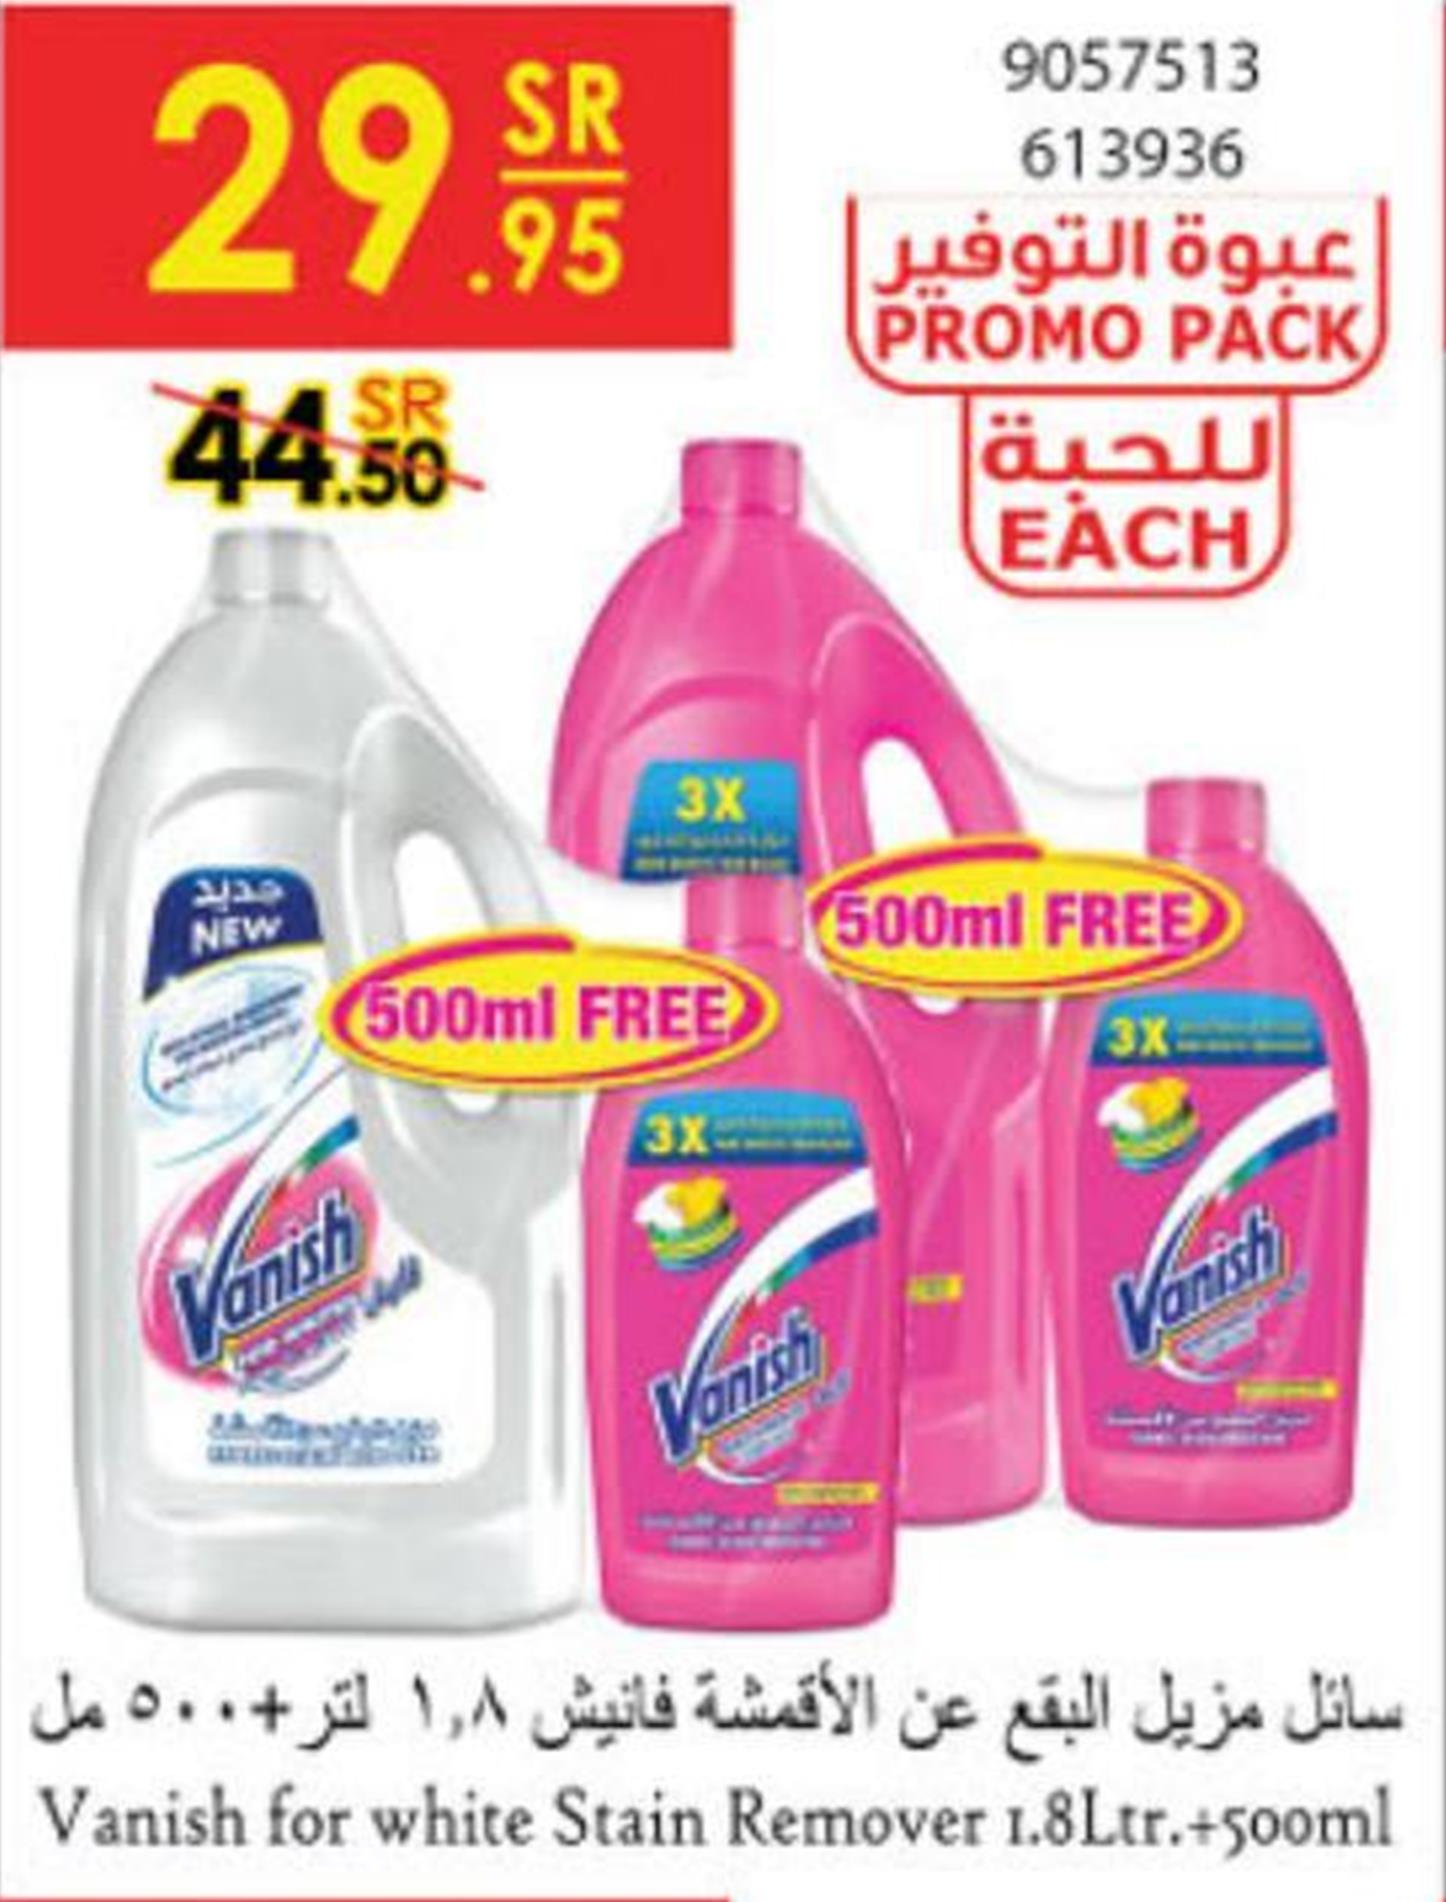 29 SR
.95
9057513
613936
عبوة التوفير
PROMO PACK
للحبة
EACH
44.50 SR
3X
جديد
NEW
500ml FREE
500ml FREE
3X
3X
Vanish
فانيش
Vanish
Vanish
سائل مزيل البقع عن الأقمشة فانيش ١,٨ لتر+٥٠٠ مل
Vanish for white Stain Remover 1.8Ltr.+500ml